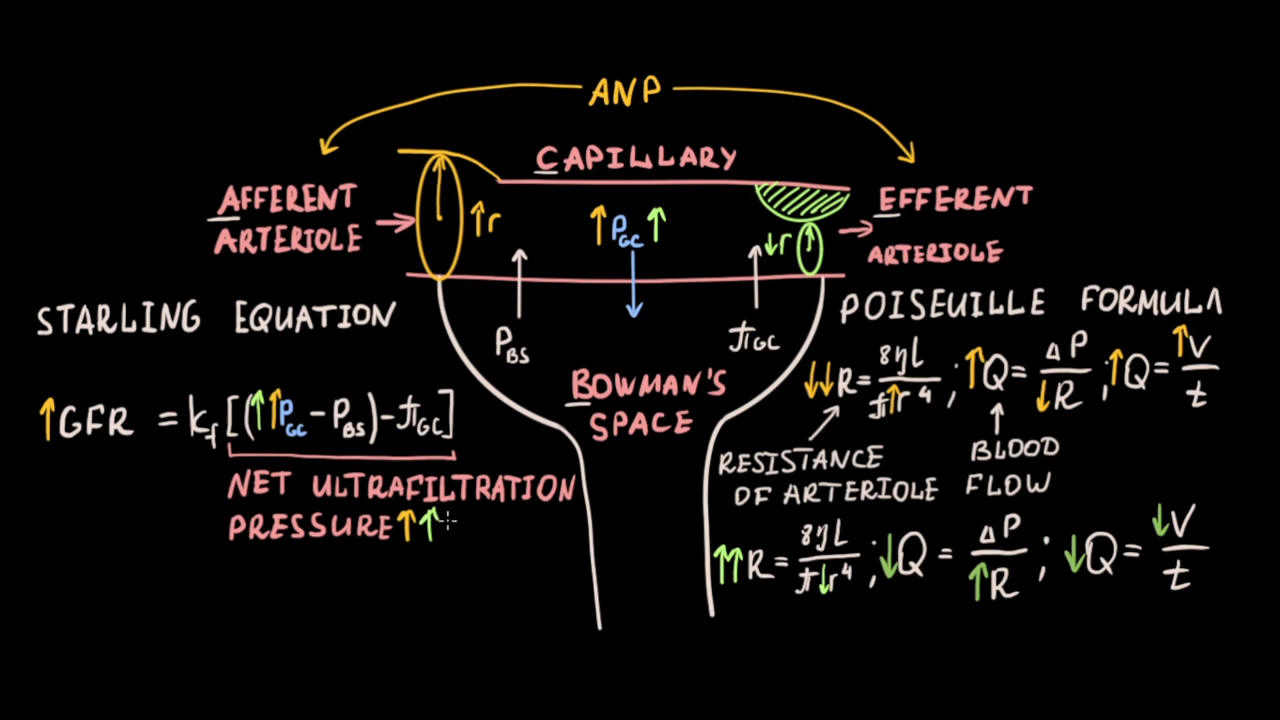 ANP
CAPILLARY
AFFERENT
ARTERIOLE
↑r
↑P_GC↑
↓r
EFFERENT
ARTERIOLE
P_BS
π_GC
BOWMAN'S
SPACE
STARLING EQUATION
↑GFR = k_f[(↑↑P_GC-P_BS)-π_GC]
NET ULTRAFILTRATION
PRESSURE↑↑
POISEUILLE FORMULA
↓↓R = 8ηL/π↑r⁴; ↑Q = ΔP/↓R; ↑Q = ↑V/t
RESISTANCE
OF ARTERIOLE
BLOOD
FLOW
↑↑R = 8ηL/π↓r⁴; ↓Q = ΔP/↑R; ↓Q = ↓V/t